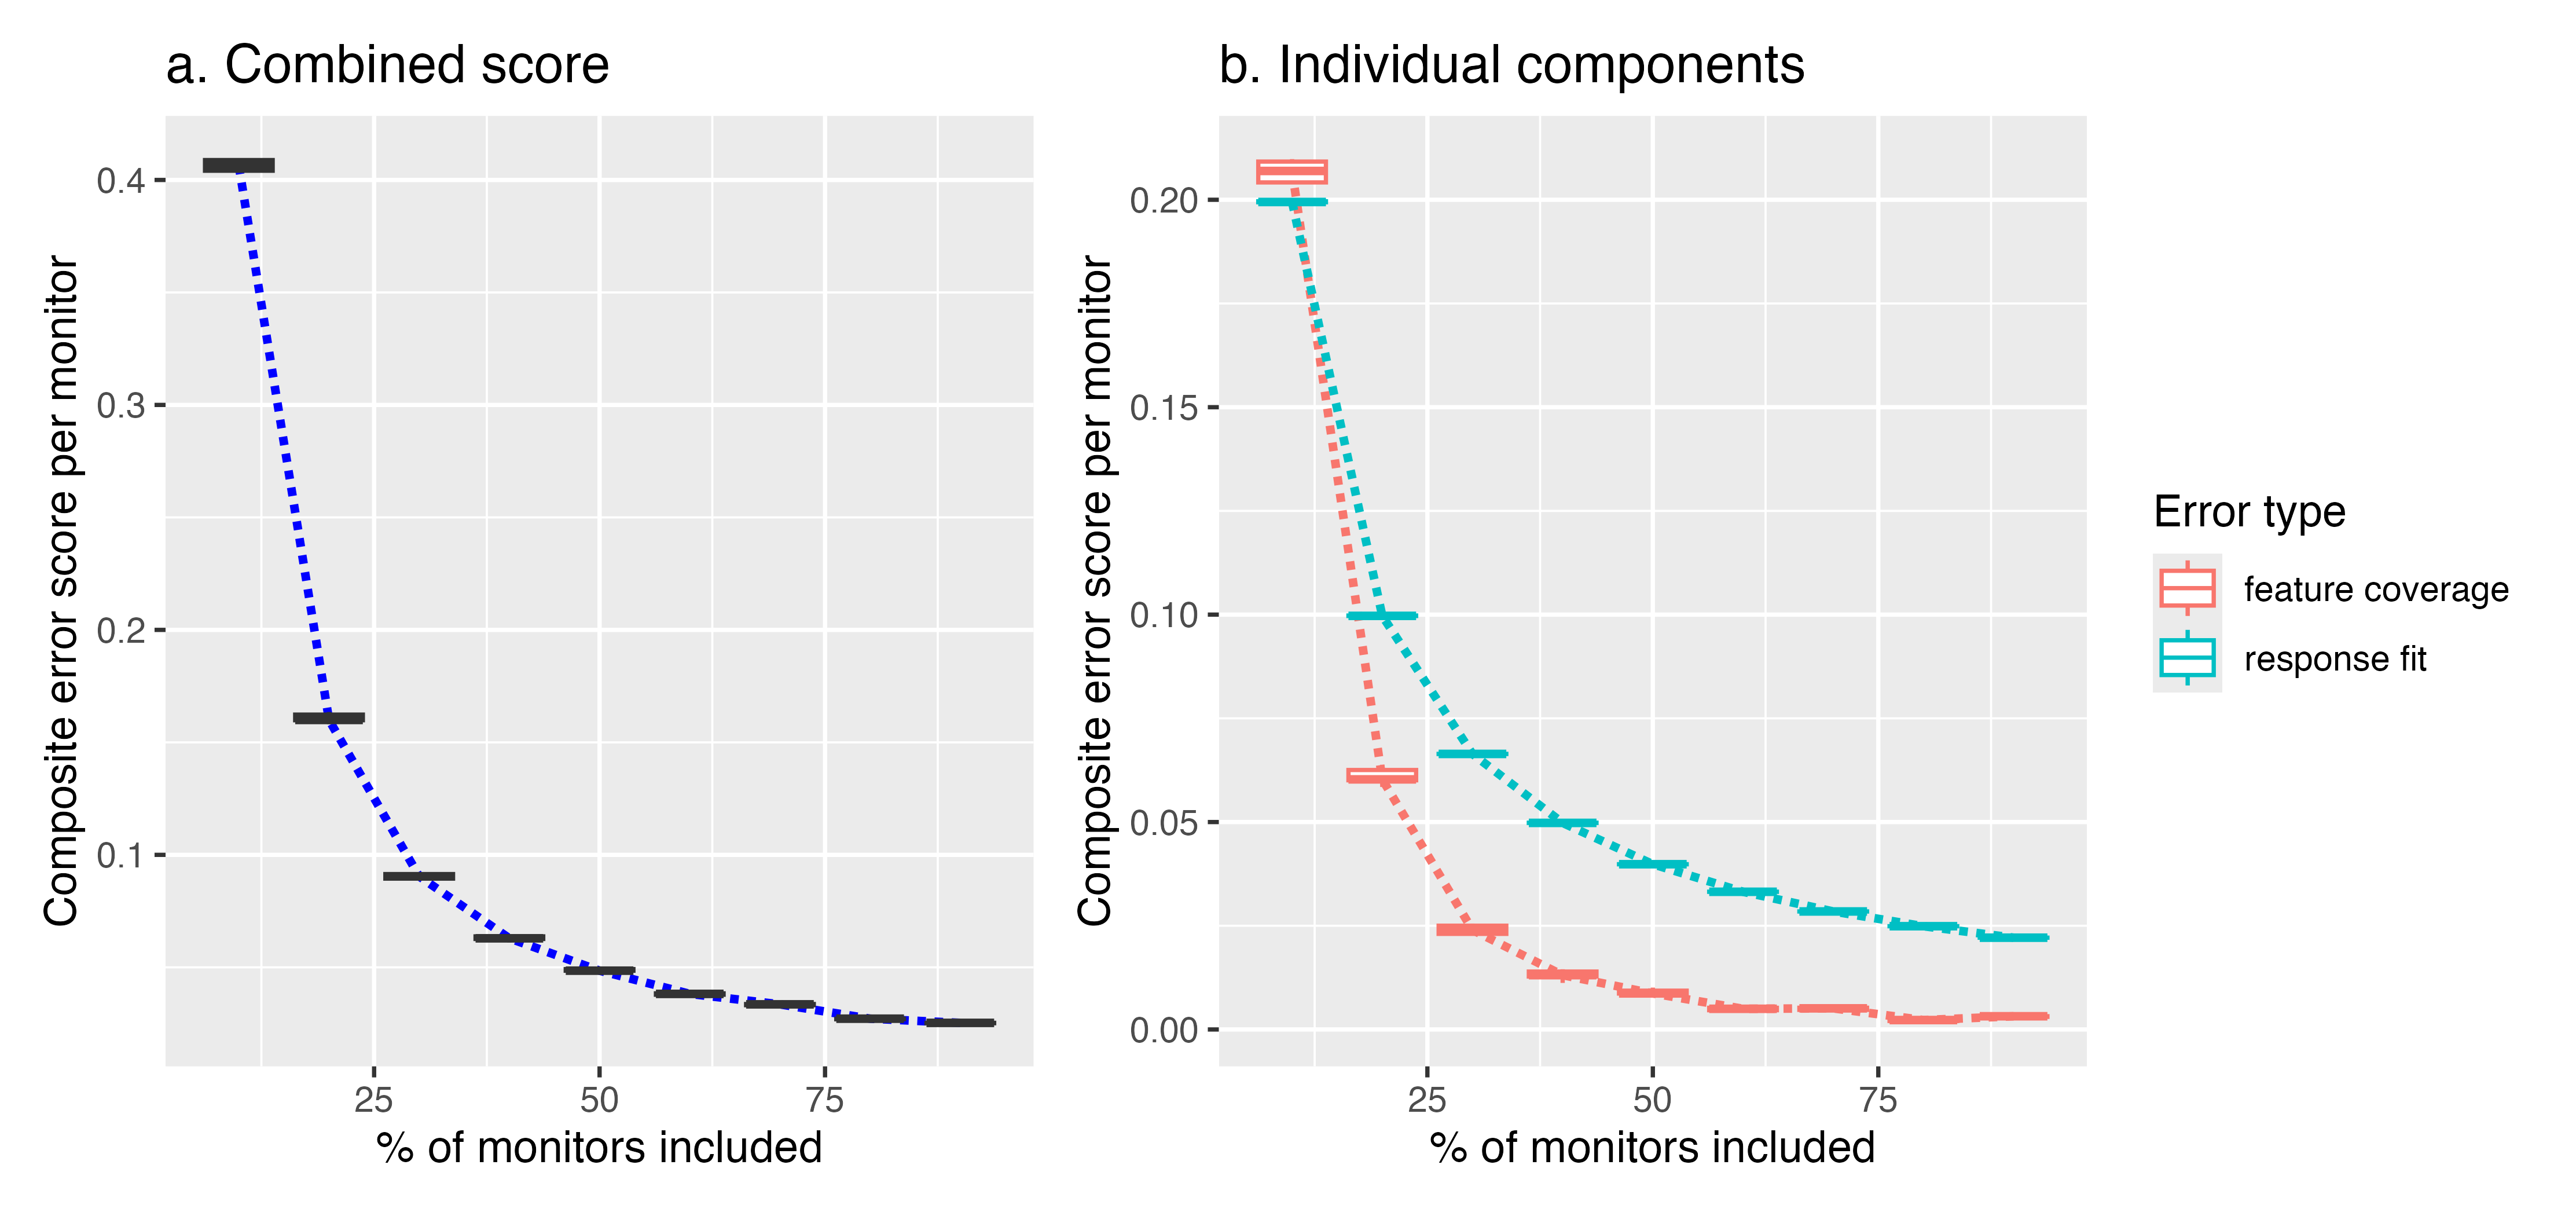 a. Combined score
Composite error score per monitor
0.4
0.3
0.2
0.1
25 50 75
% of monitors included
b. Individual components
Composite error score per monitor
0.20
0.15
0.10
0.05
0.00
25 50 75
% of monitors included
Error type
feature coverage
response fit